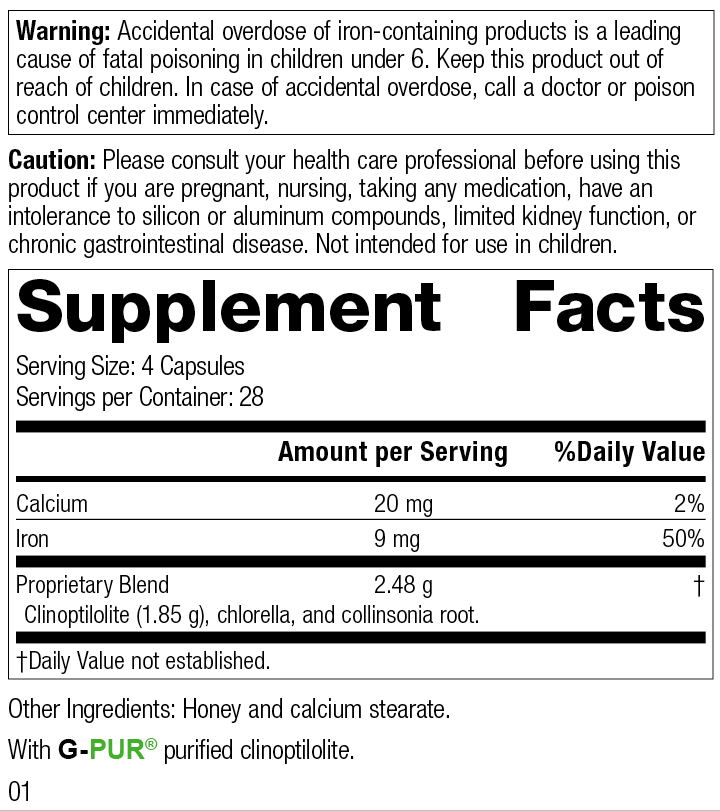 Warning: Accidental overdose of iron-containing products is a leading
cause of fatal poisoning in children under 6. Keep this product out of
reach of children. In case of accidental overdose, call a doctor or poison
control center immediately.
Caution: Please consult your health care professional before using this
product if you are pregnant, nursing, taking any medication, have an
intolerance to silicon or aluminum compounds, limited kidney function, or
chronic gastrointestinal disease. Not intended for use in children.
Supplement Facts
Serving Size: 4 Capsules
Servings per Container: 28
Amount per Serving %Daily Value
Calcium 20 mg 2%
Iron 9 mg 50%
Proprietary Blend 2.48 g †
Clinoptilolite (1.85 g), chlorella, and collinsonia root.
†Daily Value not established.
Other Ingredients: Honey and calcium stearate.
With G-PUR® purified clinoptilolite.
01